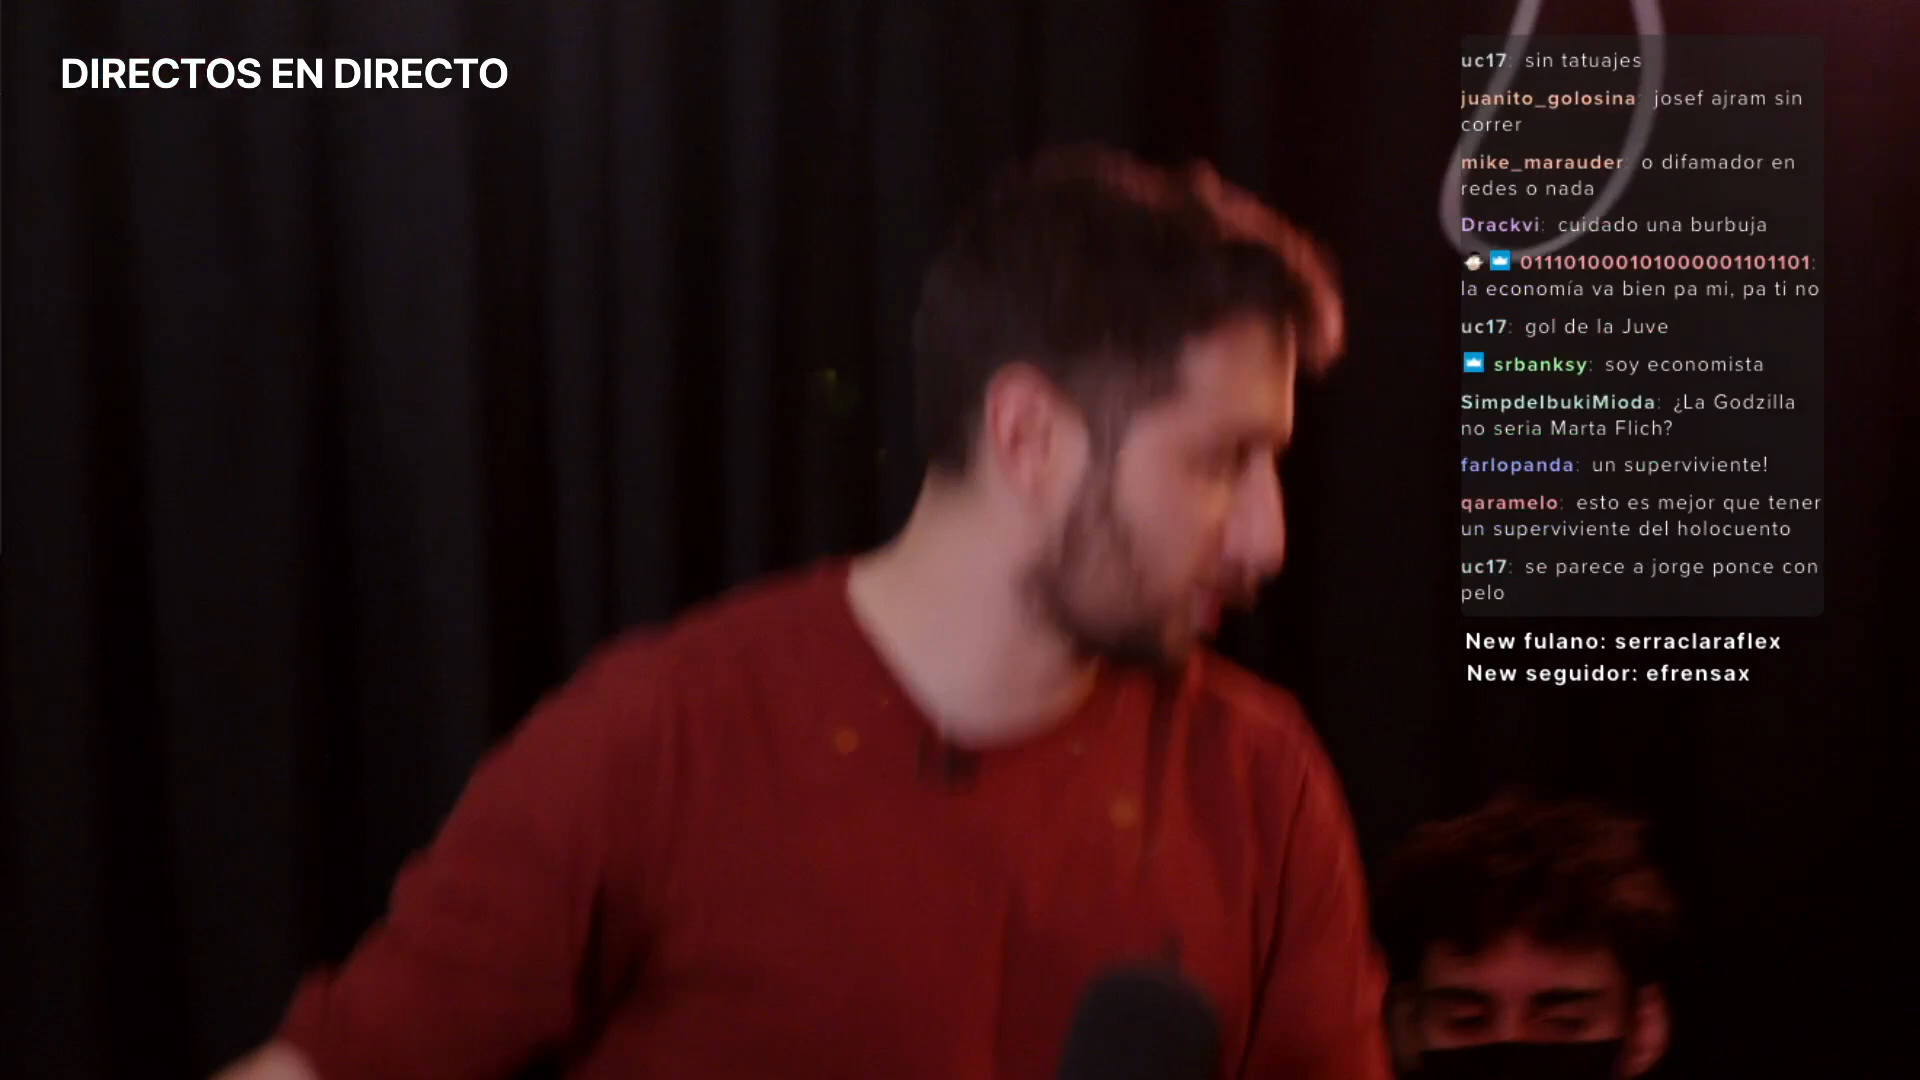 DIRECTOS EN DIRECTO
uc17: sin tatuajes
juanito_golosina: josef ajram sin
correr
mike_marauder: o difamador en
redes o nada
Drackvi: cuidado una burbuja
0111010001010000011011 01:
la economía va bien pa mi, pa ti no
uc17: gol de la Juve
srbanksy: soy economista
SimpdeIbukiMioda: ¿La Godzilla
no seria Marta Flich?
farlopanda: un superviviente!
qaramelo: esto es mejor que tener
un superviviente del holocuento
uc17: se parece a jorge ponce con
pelo
New fulano: serraclaraflex
New seguidor: efrensax